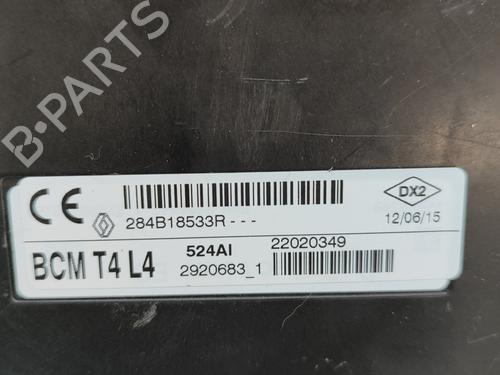 B-PARTS
CE
284B18533R - - -
DX2
12/06/15
BCM T4 L4
524AI
22020349
2920683_1